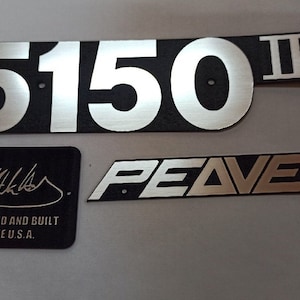 5150 II
PEAVE
D AND BUILT
E U.S.A.